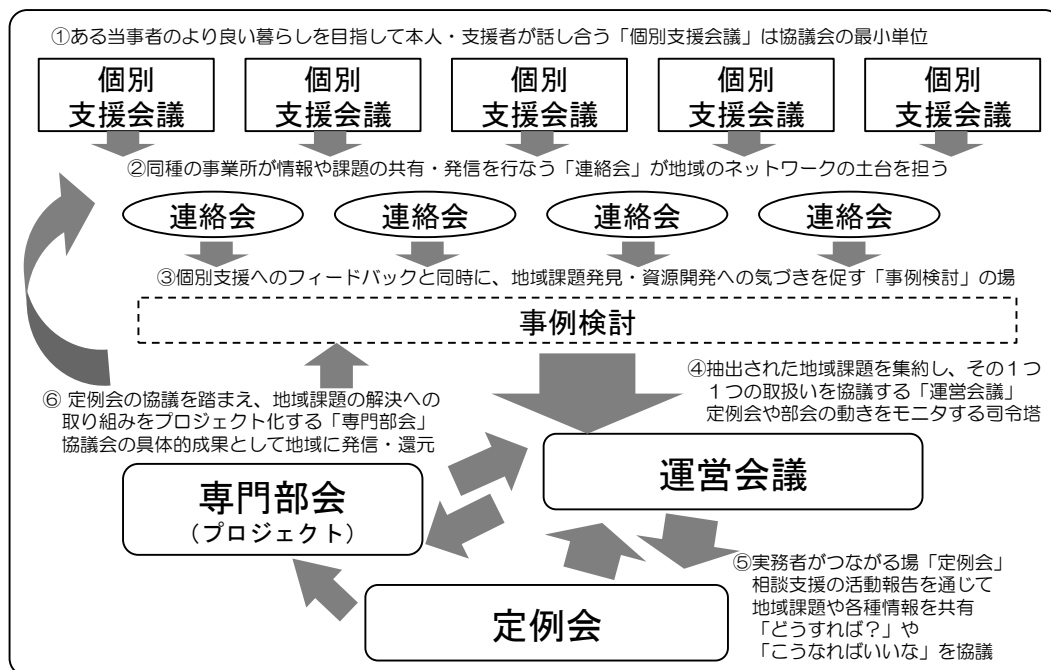 ①ある当事者のより良い暮らしを目指して本人・支援者が話し合う「個別支援会議」は協議会の最小単位
個別
支援会議
個別
支援会議
個別
支援会議
個別
支援会議
個別
支援会議
②同種の事業所が情報や課題の共有・発信を行なう「連絡会」が地域のネットワークの土台を担う
連絡会
連絡会
連絡会
連絡会
③個別支援へのフィードバックと同時に、地域課題発見・資源開発への気づきを促す「事例検討」の場
事例検討
④抽出された地域課題を集約し、その1つ
1つの取扱いを協議する「運営会議」
定例会や部会の動きをモニタする司令塔
⑥ 定例会の協議を踏まえ、地域課題の解決への
取り組みをプロジェクト化する「専門部会」
協議会の具体的成果として地域に発信・還元
運営会議
専門部会
(プロジェクト)
⑤実務者がつながる場「定例会」
相談支援の活動報告を通じて
地域課題や各種情報を共有
「どうすれば?」や
「こうなればいいな」を協議
定例会